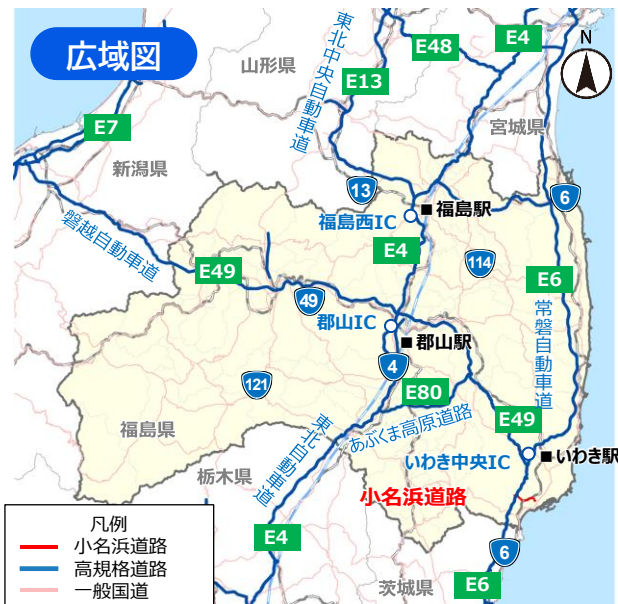 広域図
山形県
東北中央自動車道
E48
E4
N
E13
E7
宮城県
新潟県
13
6
福島西IC
福島駅
磐越自動車道
E4
114
E49
E6
49
常磐自動車道
郡山IC
郡山駅
4
121
E80
E49
あぶくま高原道路
福島県
東北自動車道
いわき中央IC
いわき駅
栃木県
小名浜道路
凡例
小名浜道路
高規格道路
一般国道
E4
6
茨城県
E6